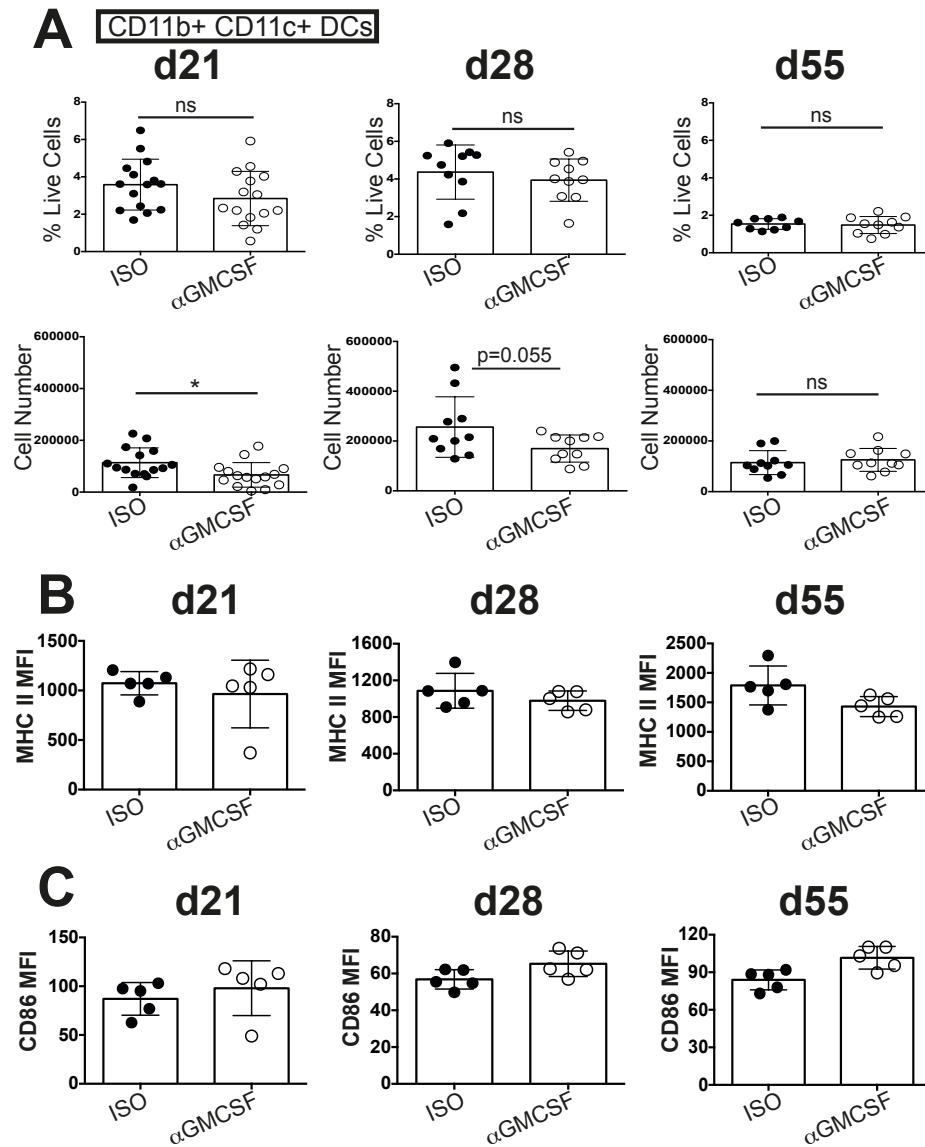 A
CD11b+ CD11c+ DCs
d21 d28 d55
% Live Cells
8
6
4
2
0
ns
ISO αGMCSF
% Live Cells
8
6
4
2
0
ns
ISO αGMCSF
% Live Cells
8
6
4
2
0
ns
ISO αGMCSF
Cell Number
600000
400000
200000
0
*
ISO αGMCSF
Cell Number
600000
400000
200000
0
p=0.055
ISO αGMCSF
Cell Number
600000
400000
200000
0
ns
ISO αGMCSF
B
d21 d28 d55
MHC II MFI
1500
1000
500
0
ISO αGMCSF
MHC II MFI
1600
1200
800
400
0
ISO αGMCSF
MHC II MFI
2500
2000
1500
1000
500
0
ISO αGMCSF
C
d21 d28 d55
CD86 MFI
150
100
50
0
ISO αGMCSF
CD86 MFI
80
60
40
20
0
ISO αGMCSF
CD86 MFI
120
90
60
30
0
ISO αGMCSF